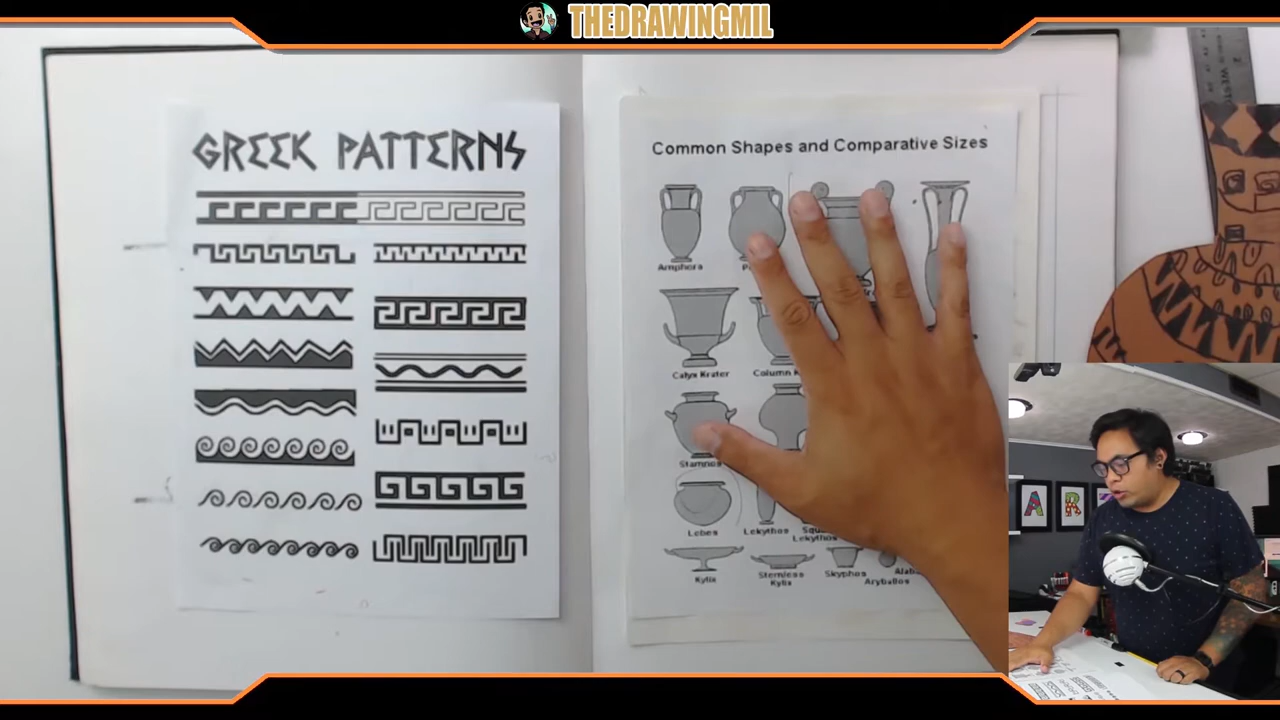 THEDRAWINGMIL
GREEK PATTERNS
Common Shapes and Comparative Sizes
Amphora
Calyx Krater
Column
Stamnos
Lebes
Lekythos
Lekythos
Kylix
Stemless
Kylix
Skyphos
Aryballos
A R T